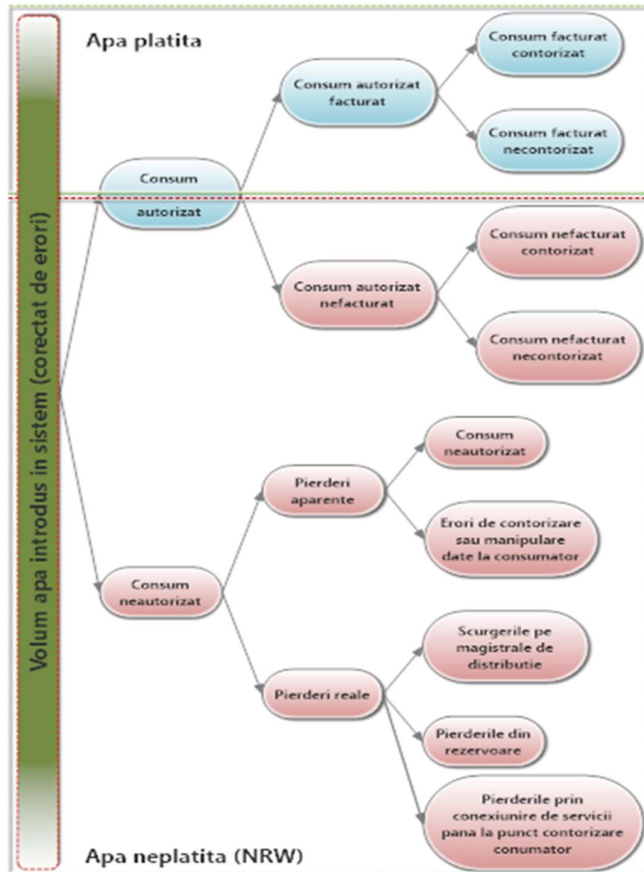 Volum apa introdus in sistem (corectat de erori)
Apa platita
Consum facturat
contorizat
Consum autorizat
facturat
Consum facturat
necontorizat
Consum
autorizat
Consum nefacturat
contorizat
Consum autorizat
nefacturat
Consum nefacturat
necontorizat
Consum
neautorizat
Pierderi
aparente
Erori de contorizare
sau manipulare
date la consumator
Consum
neautorizat
Scurgerile pe
magistrale de
distributie
Pierderi reale
Pierderile din
rezervoare
Pierderile prin
conexiunire de servicii
pana la punct contorizare
conumator
Apa neplatita (NRW)